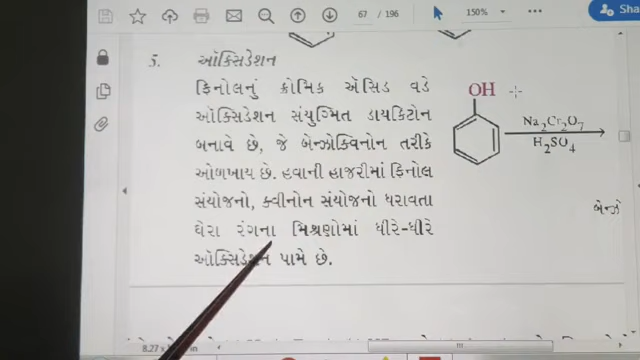 67 / 196
150%
Sha
5. ઑક્સિડેશન
ફિનોલનું ક્રોમિક ઍસિડ વડે
ઑક્સિડેશન સંયુગ્મિત ડાયકિટોન
બનાવે છે, જે બેન્ઝોક્વિનોન તરીકે
ઓળખાય છે. હવાની હાજરીમાં ફિનોલ
સંયોજનો, ક્વીનોન સંયોજનો ધરાવતા
ઘેરા રંગના મિશ્રણોમાં ધીરે-ધીરે
ઑક્સિડેશન પામે છે.
OH
Na2Cr2O7
H2SO4
બેન્ઝો